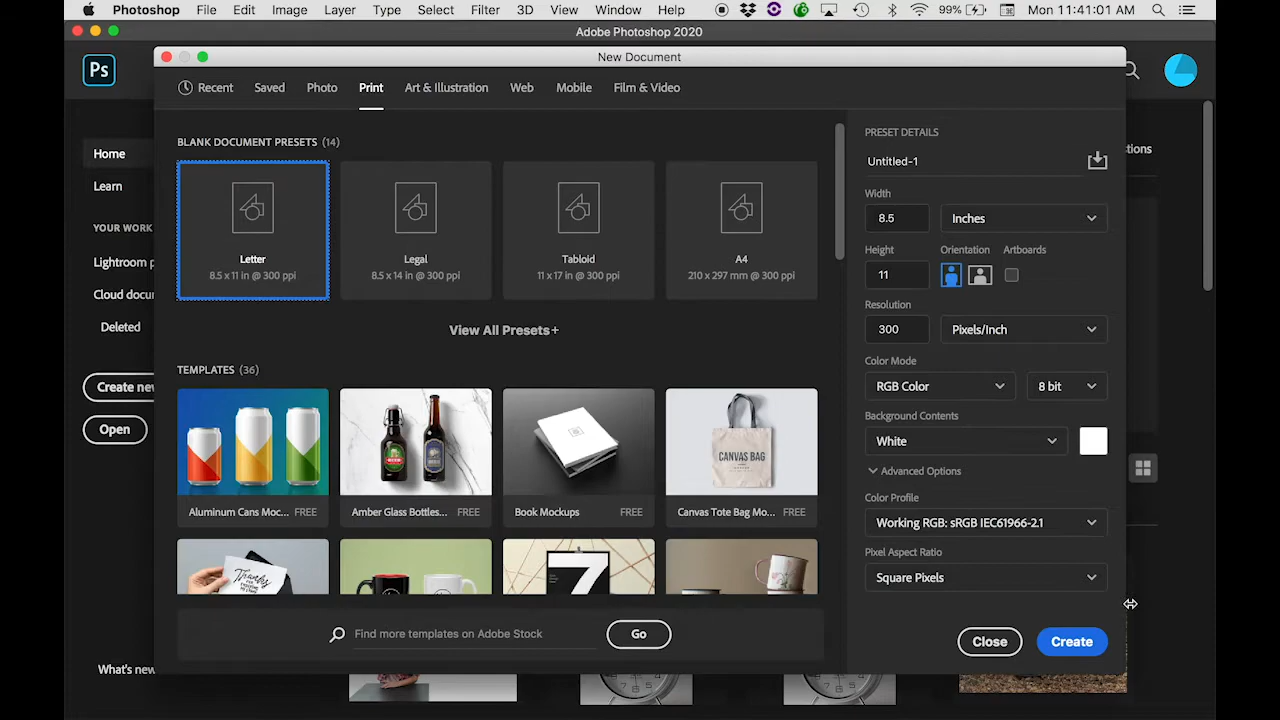 Photoshop File Edit Image Layer Type Select Filter 3D View Window Help 99% Mon 11:41:01 AM
Adobe Photoshop 2020
New Document
Ps
Recent Saved Photo Print Art & Illustration Web Mobile Film & Video
Home
Learn
YOUR WORK
Lightroom p
Cloud docu
Deleted
Create new
Open
What's new
BLANK DOCUMENT PRESETS (14)
Letter
8.5 x 11 in @ 300 ppi
Legal
8.5 x 14 in @ 300 ppi
Tabloid
11 x 17 in @ 300 ppi
A4
210 x 297 mm @ 300 ppi
View All Presets+
TEMPLATES (36)
CANVAS BAG
Aluminum Cans Moc... FREE
Amber Glass Bottles... FREE
Book Mockups FREE
Canvas Tote Bag Mo... FREE
Thanks
7
Find more templates on Adobe Stock Go
PRESET DETAILS
Untitled-1
Width
8.5 Inches
Height Orientation Artboards
11
Resolution
300 Pixels/Inch
Color Mode
RGB Color 8 bit
Background Contents
White
Advanced Options
Color Profile
Working RGB: sRGB IEC61966-2.1
Pixel Aspect Ratio
Square Pixels
Close Create
ctions